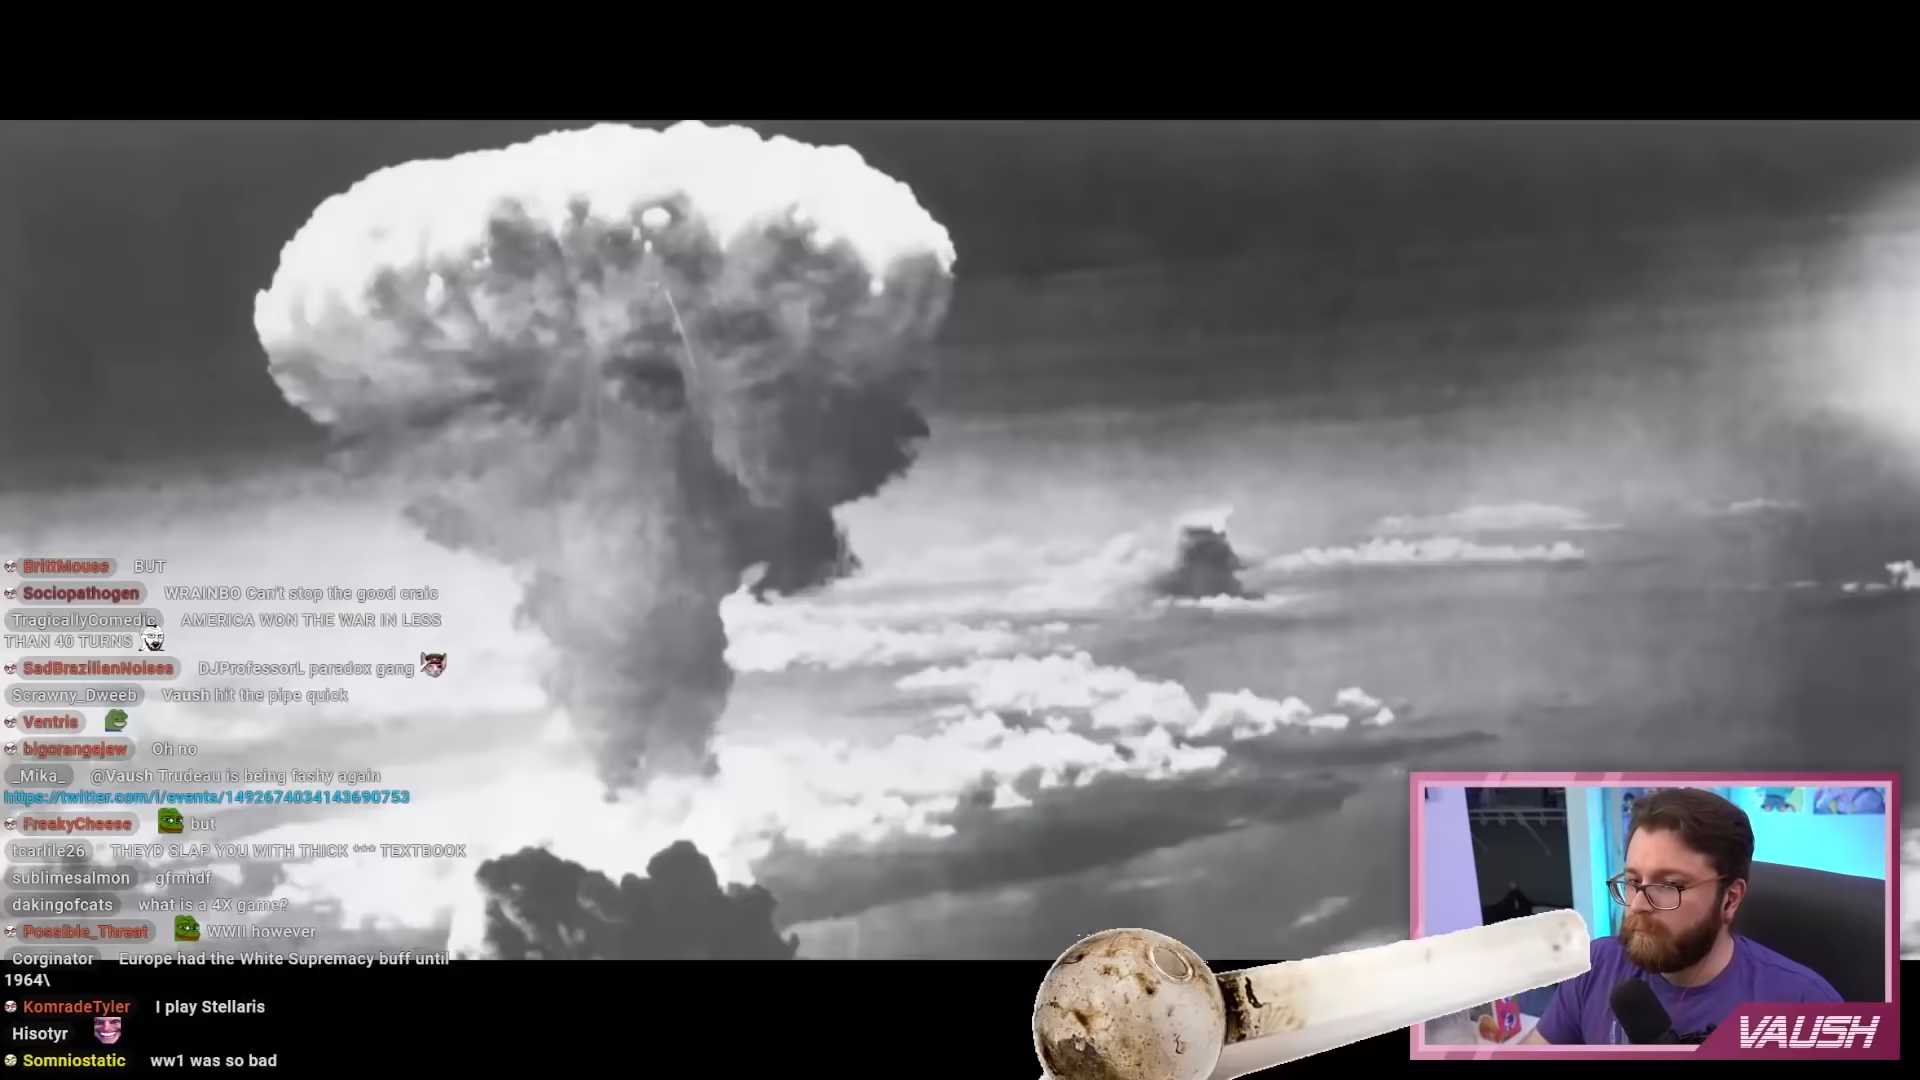 BrittMouse BUT
Sociopathogen WRAINBO Can't stop the good craic
TragicallyComedic AMERICA WON THE WAR IN LESS
THAN 40 TURNS
SadBrazilianNoises DJProfessorL paradox gang
Scrawny_Dweeb Vaush hit the pipe quick
Ventris
bigorangejew Oh no
_Mika_ @Vaush Trudeau is being fashy again
https://twitter.com/i/events/1492674034143690753
FreakyCheese but
tcarlile26 THEYD SLAP YOU WITH THICK *** TEXTBOOK
sublimesalmon gfmhdf
dakingofcats what is a 4X game?
Possible_Threat WWII however
Corginator Europe had the White Supremacy buff until
1964\
KomradeTyler I play Stellaris
Hisotyr
Somniostatic ww1 was so bad
VAUSH